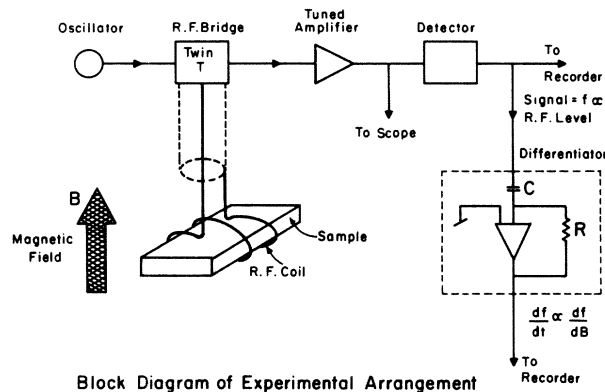 Oscillator
R.F. Bridge
Twin
T
Tuned
Amplifier
Detector
To
Recorder
Signal = f ∝
R.F. Level
To Scope
Differentiator
C
R
B
Magnetic
Field
Sample
R.F. Coil
df/dt ∝ df/dB
To
Recorder
Block Diagram of Experimental Arrangement